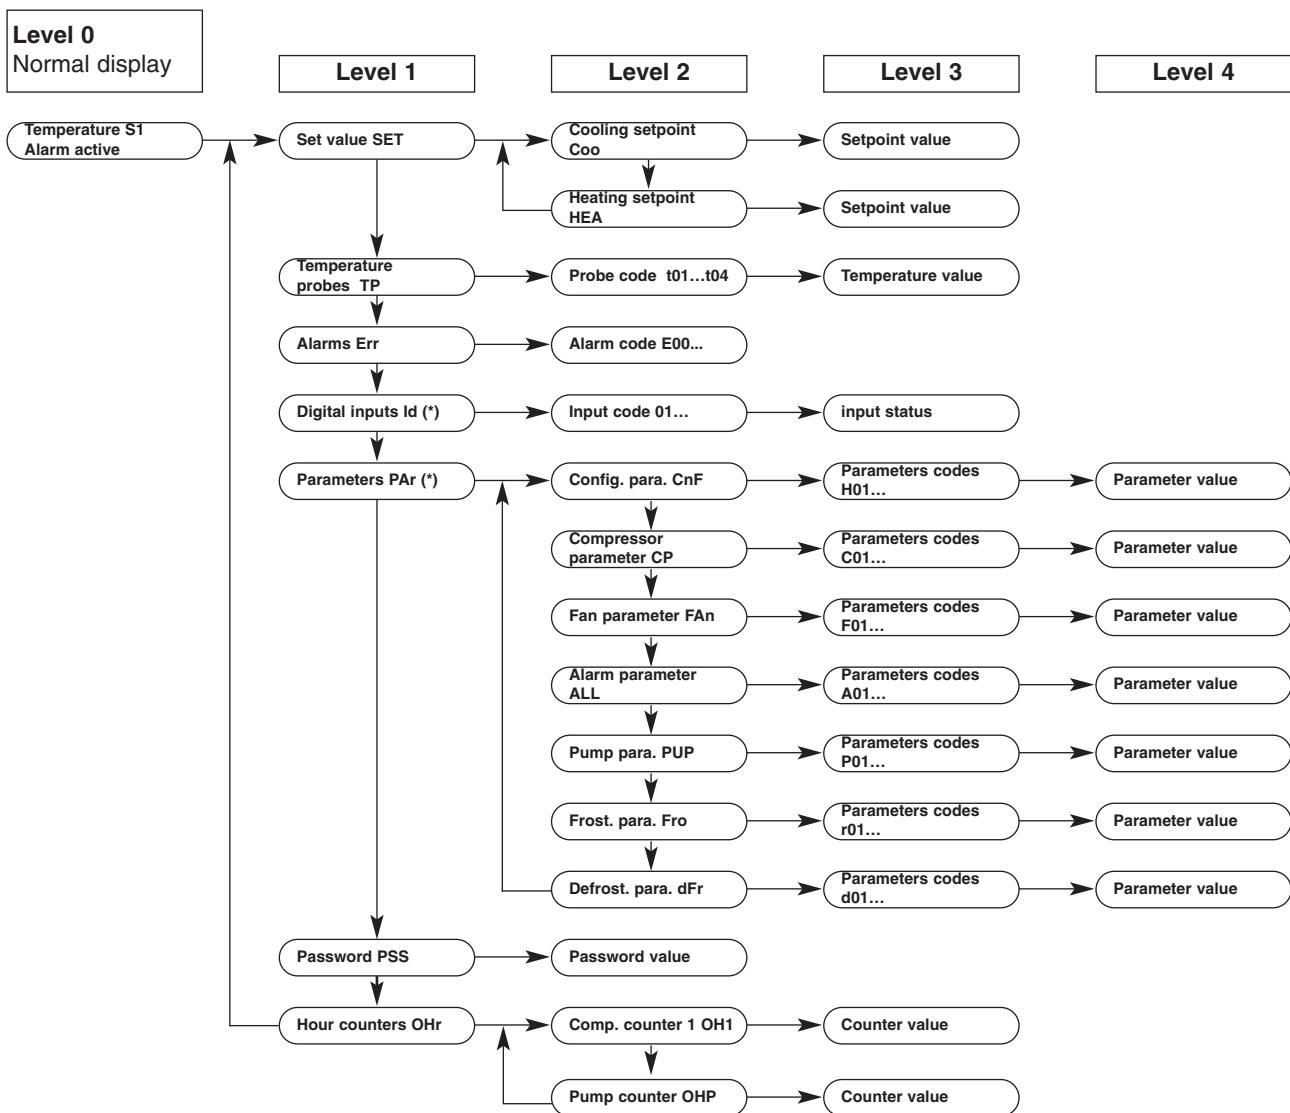 Level 0
Normal display
Level 1
Level 2
Level 3
Level 4
Temperature S1
Alarm active
Set value SET
Cooling setpoint
Coo
Setpoint value
Heating setpoint
HEA
Setpoint value
Temperature
probes TP
Probe code t01...t04
Temperature value
Alarms Err
Alarm code E00...
Digital inputs Id (*)
Input code 01...
input status
Parameters PAr (*)
Config. para. CnF
Parameters codes
H01...
Parameter value
Compressor
parameter CP
Parameters codes
C01...
Parameter value
Fan parameter FAn
Parameters codes
F01...
Parameter value
Alarm parameter
ALL
Parameters codes
A01...
Parameter value
Pump para. PUP
Parameters codes
P01...
Parameter value
Frost. para. Fro
Parameters codes
r01...
Parameter value
Defrost. para. dFr
Parameters codes
d01...
Parameter value
Password PSS
Password value
Hour counters OHr
Comp. counter 1 OH1
Counter value
Pump counter OHP
Counter value